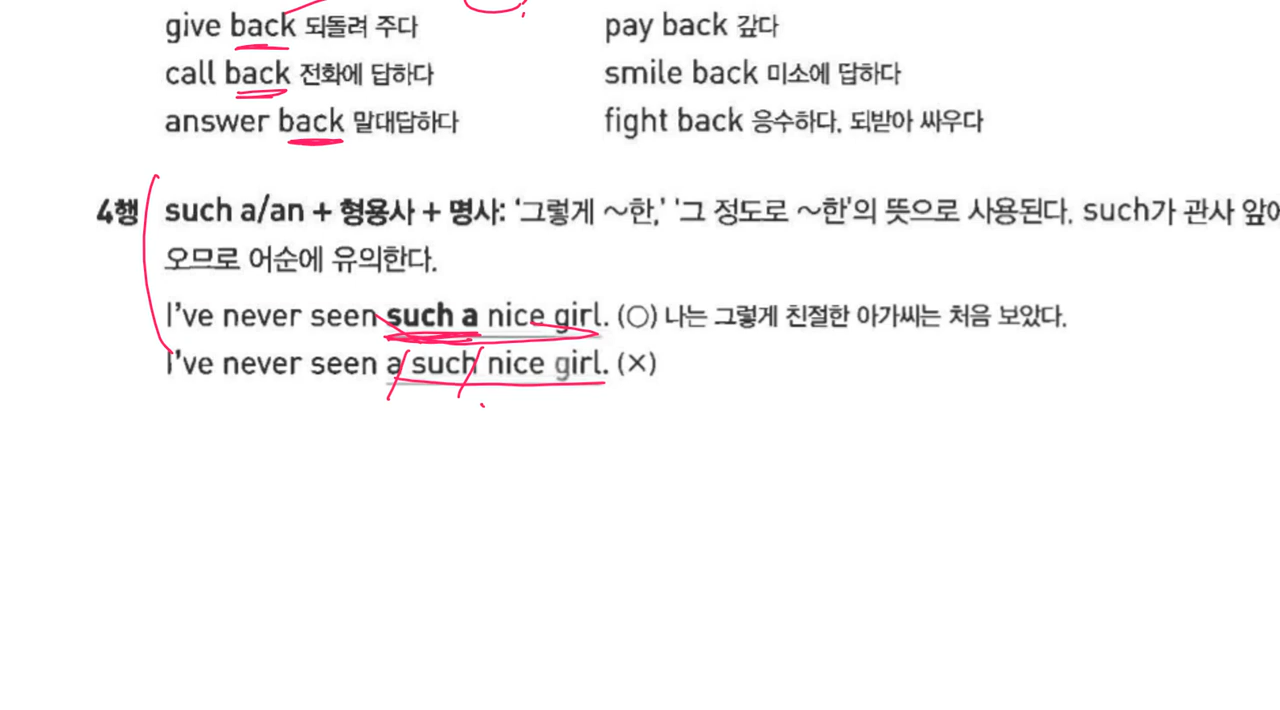 give back 되돌려 주다 pay back 갚다
call back 전화에 답하다 smile back 미소에 답하다
answer back 말대답하다 fight back 응수하다, 되받아 싸우다
4행 such a/an + 형용사 + 명사: ‘그렇게 ~한,’ ‘그 정도로 ~한’의 뜻으로 사용된다. such가 관사 앞에
오므로 어순에 유의한다.
I've never seen such a nice girl. (○) 나는 그렇게 친절한 아가씨는 처음 보았다.
I've never seen a such nice girl. (×)